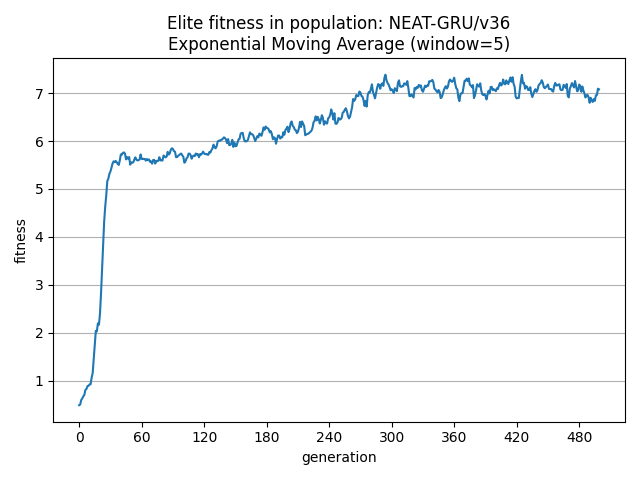 Elite fitness in population: NEAT-GRU/v36
Exponential Moving Average (window=5)
fitness
7
6
5
4
3
2
1
0 60 120 180 240 300 360 420 480
generation